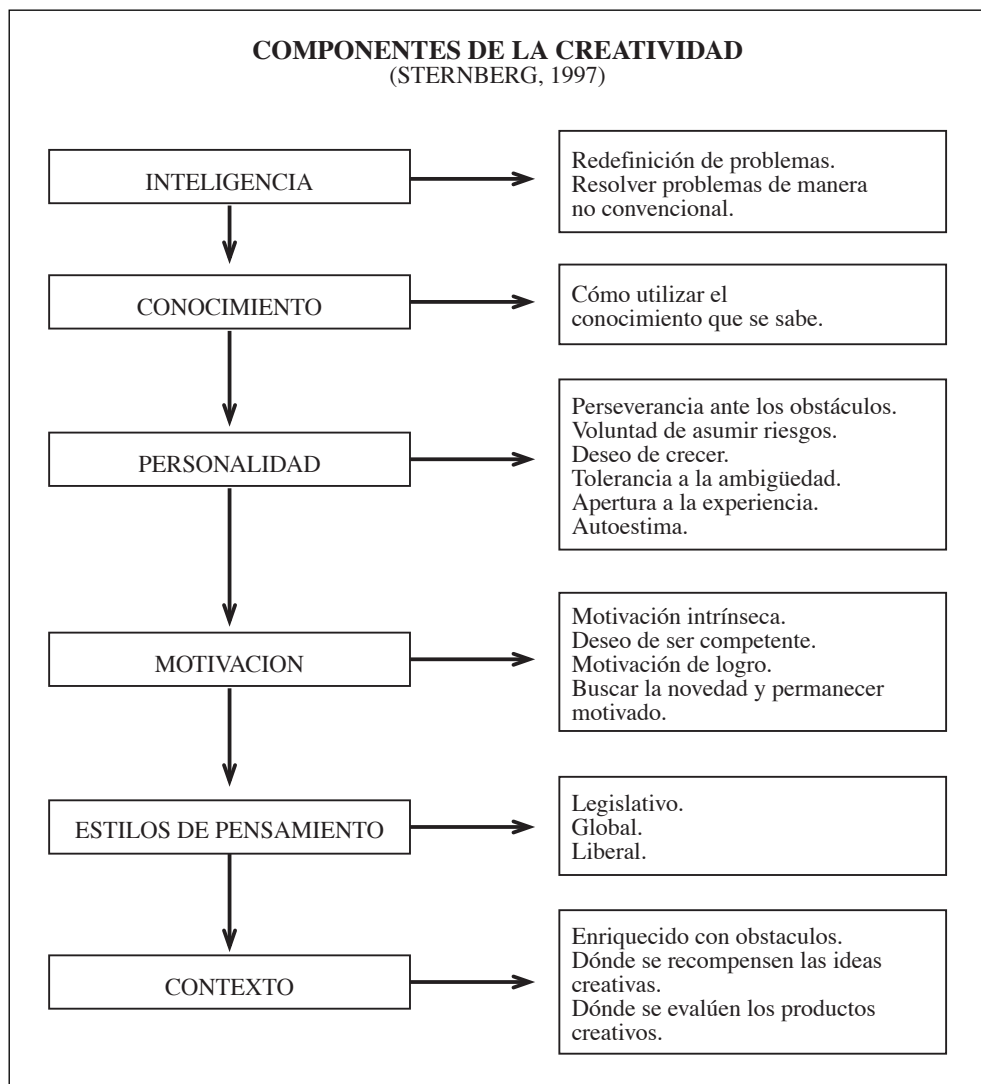 COMPONENTES DE LA CREATIVIDAD
(STERNBERG, 1997)
INTELIGENCIA
Redefinición de problemas.
Resolver problemas de manera
no convencional.
CONOCIMIENTO
Cómo utilizar el
conocimiento que se sabe.
PERSONALIDAD
Perseverancia ante los obstáculos.
Voluntad de asumir riesgos.
Deseo de crecer.
Tolerancia a la ambigüedad.
Apertura a la experiencia.
Autoestima.
MOTIVACION
Motivación intrínseca.
Deseo de ser competente.
Motivación de logro.
Buscar la novedad y permanecer
motivado.
ESTILOS DE PENSAMIENTO
Legislativo.
Global.
Liberal.
CONTEXTO
Enriquecido con obstaculos.
Dónde se recompensen las ideas
creativas.
Dónde se evalúen los productos
creativos.